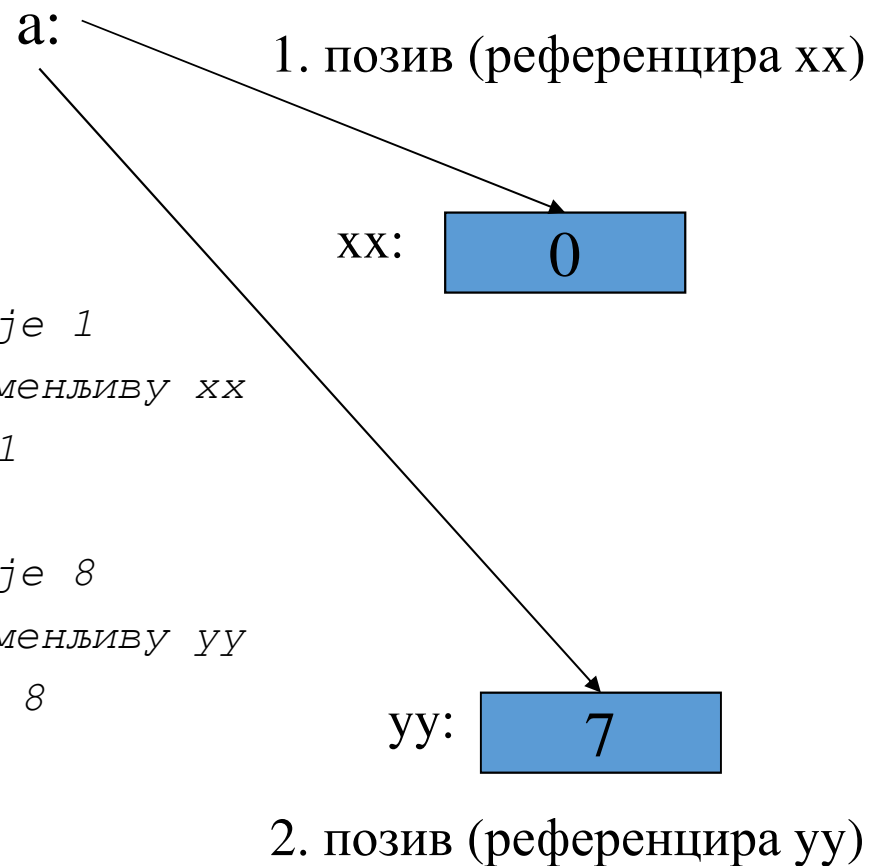 а:
1. позив (референцира xx)
xx:
0
је 1
менљиву xx
1
је 8
менљиву yy
8
yy:
7
2. позив (референцира yy)